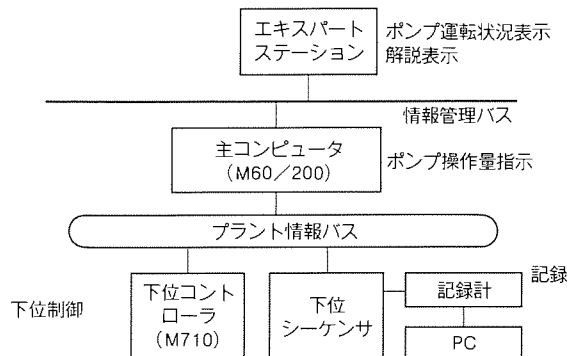 エキスパート
ステーション
ポンプ運転状況表示
解説表示
情報管理バス
主コンピュータ
(M60/200)
ポンプ操作量指示
プラント情報バス
下位制御
下位コント
ローラ
(M710)
下位
シーケンサ
記録計
記録
PC